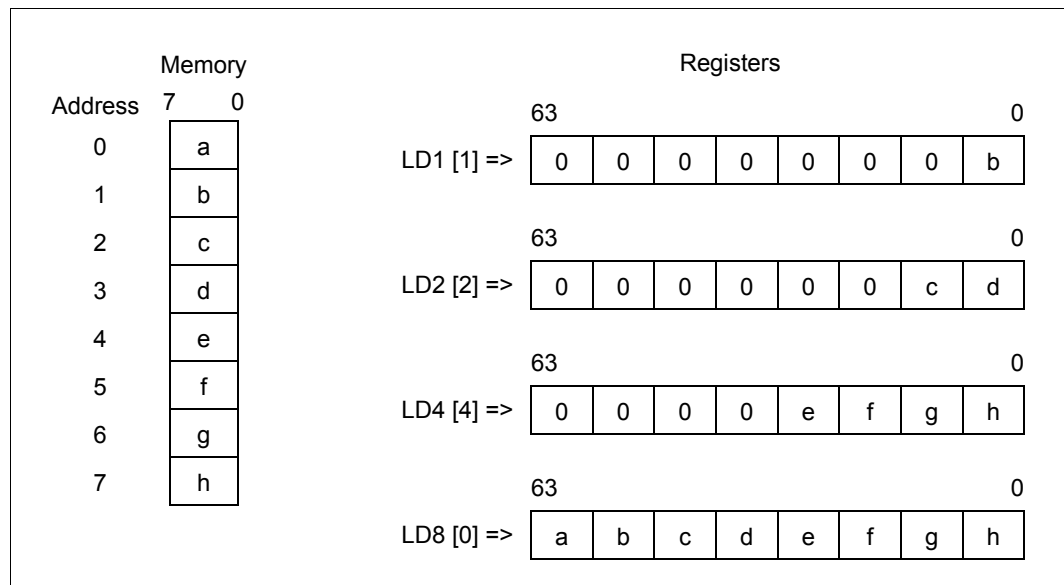 Memory
Address 7 0
0 a
1 b
2 c
3 d
4 e
5 f
6 g
7 h
Registers
63 0
LD1 [1] => 0 0 0 0 0 0 0 b
63 0
LD2 [2] => 0 0 0 0 0 0 c d
63 0
LD4 [4] => 0 0 0 0 e f g h
63 0
LD8 [0] => a b c d e f g h